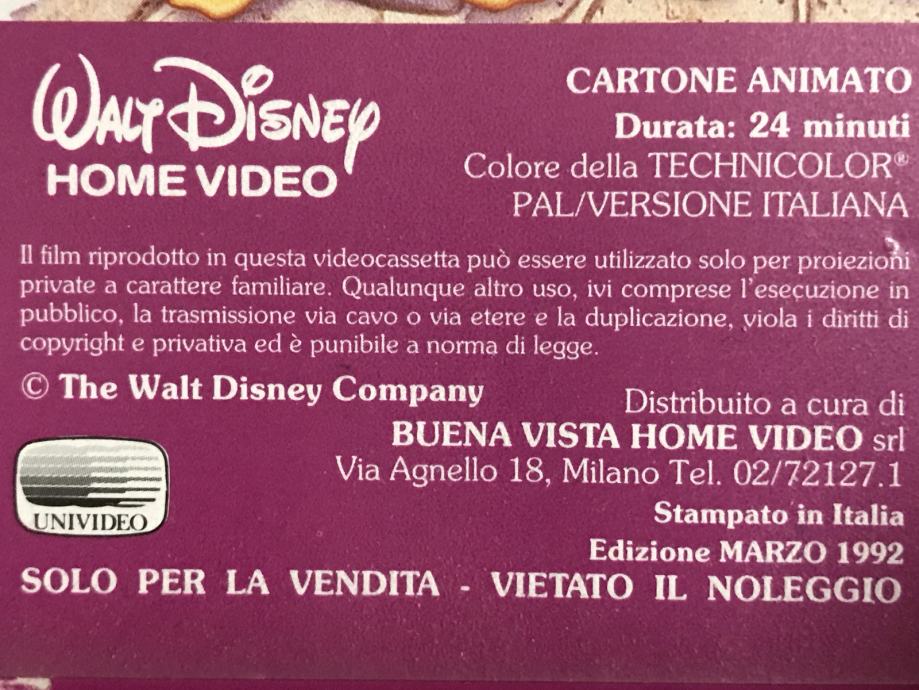 WALT DISNEY
HOME VIDEO
CARTONE ANIMATO
Durata: 24 minuti
Colore della TECHNICOLOR®
PAL/VERSIONE ITALIANA
Il film riprodotto in questa videocassetta può essere utilizzato solo per proiezioni
private a carattere familiare. Qualunque altro uso, ivi comprese l'esecuzione in
pubblico, la trasmissione via cavo o via etere e la duplicazione, viola i diritti di
copyright e privativa ed è punibile a norma di legge.
© The Walt Disney Company
Distribuito a cura di
BUENA VISTA HOME VIDEO srl
Via Agnello 18, Milano Tel. 02/72127.1
UNIVIDEO
Stampato in Italia
Edizione MARZO 1992
SOLO PER LA VENDITA - VIETATO IL NOLEGGIO